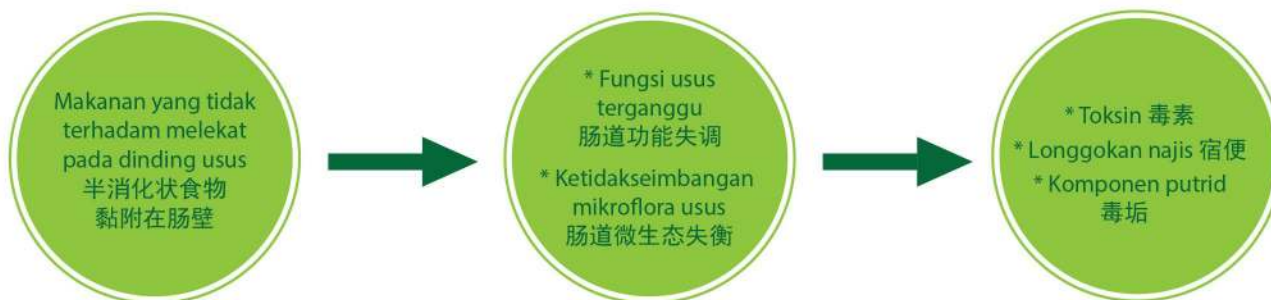 Makanan yang tidak
terhadam melekat
pada dinding usus
半消化状食物
黏附在肠壁
* Fungsi usus
terganggu
肠道功能失调
* Ketidakseimbangan
mikroflora usus
肠道微生态失衡
* Toksin 毒素
* Longgokan najis 宿便
* Komponen putrid
毒垢